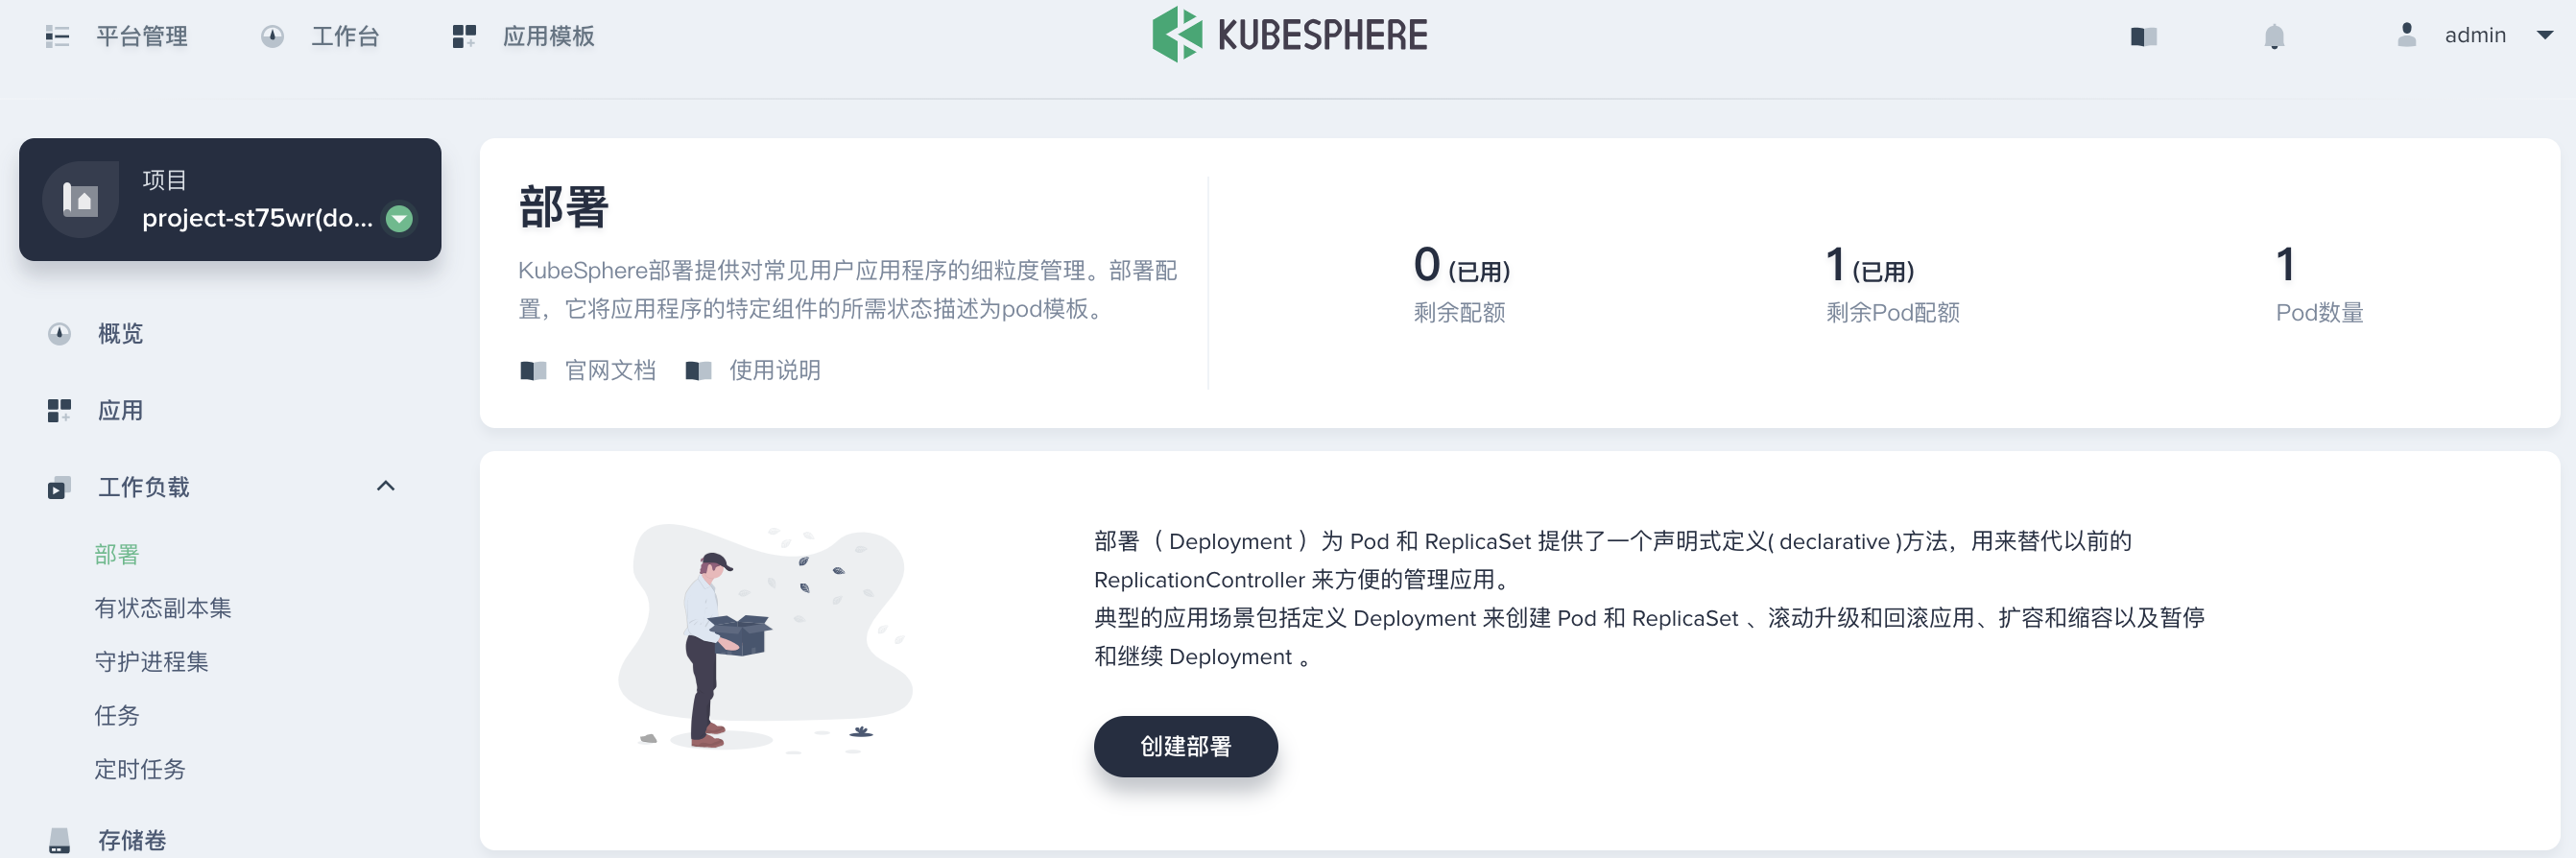 平台管理 工作台 应用模板 KUBESPHERE admin
项目
project-st75wr(do...
概览
应用
工作负载
部署
有状态副本集
守护进程集
任务
定时任务
存储卷
部署
KubeSphere部署提供对常见用户应用程序的细粒度管理。部署配
置，它将应用程序的特定组件的所需状态描述为pod模板。
官网文档 使用说明
0 (已用)
剩余配额
1 (已用)
剩余Pod配额
1
Pod数量
部署（ Deployment ）为 Pod 和 ReplicaSet 提供了一个声明式定义( declarative )方法，用来替代以前的
ReplicationController 来方便的管理应用。
典型的应用场景包括定义 Deployment 来创建 Pod 和 ReplicaSet 、滚动升级和回滚应用、扩容和缩容以及暂停
和继续 Deployment 。
创建部署